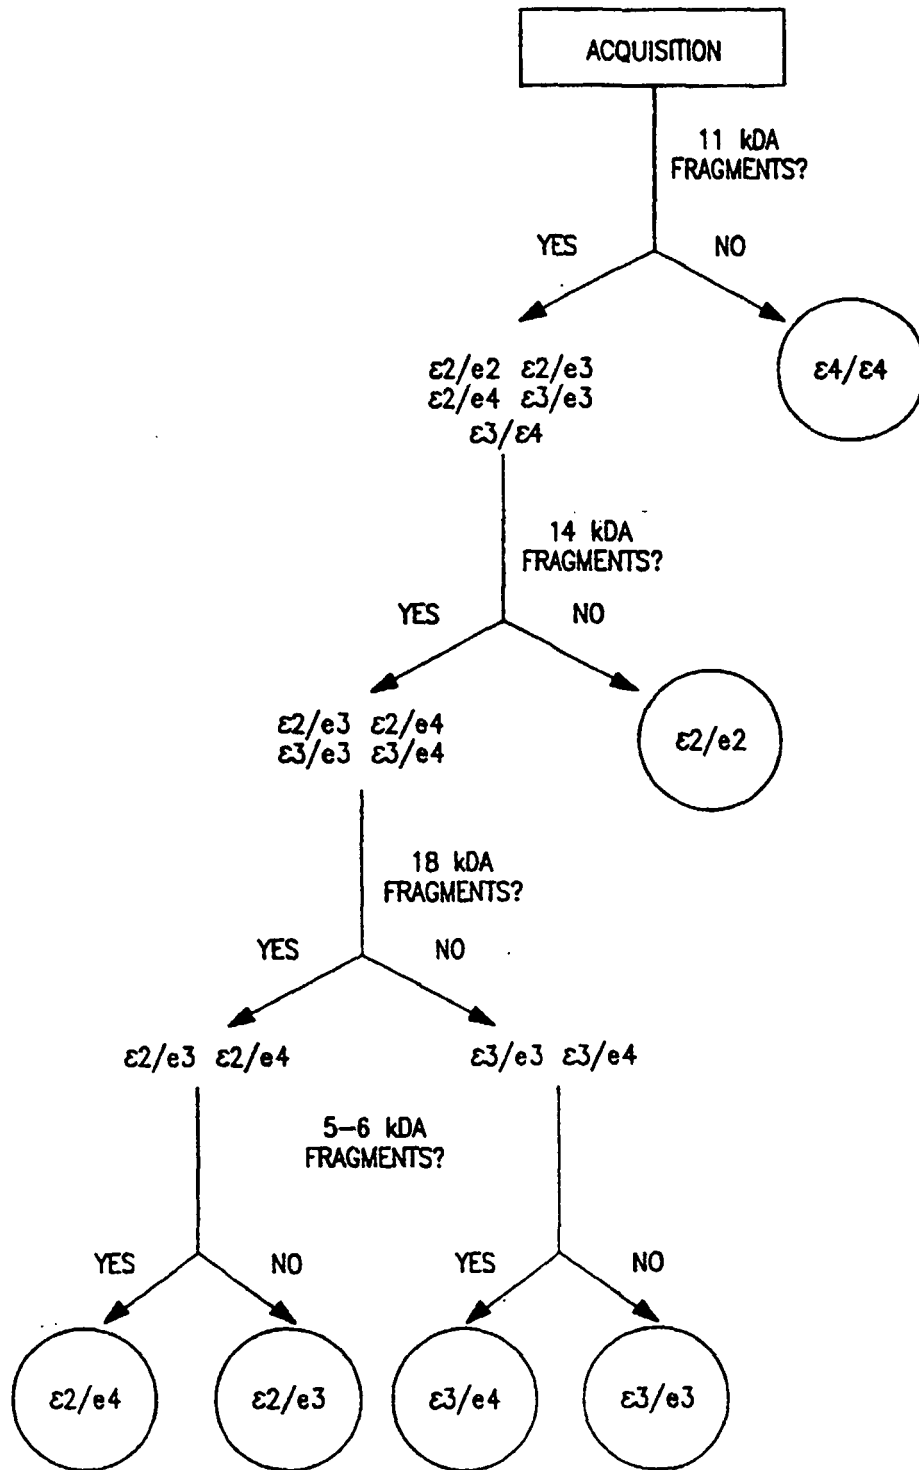 ACQUISITION
11 kDA
FRAGMENTS?
YES NO
ε2/e2 ε2/e3
ε2/e4 ε3/e3
ε3/ε4
ε4/ε4
14 kDA
FRAGMENTS?
YES NO
ε2/e3 ε2/e4
ε3/e3 ε3/e4
ε2/e2
18 kDA
FRAGMENTS?
YES NO
ε2/e3 ε2/e4
ε3/e3 ε3/e4
5-6 kDA
FRAGMENTS?
YES NO
YES NO
ε2/e4
ε2/e3
ε3/e4
ε3/e3